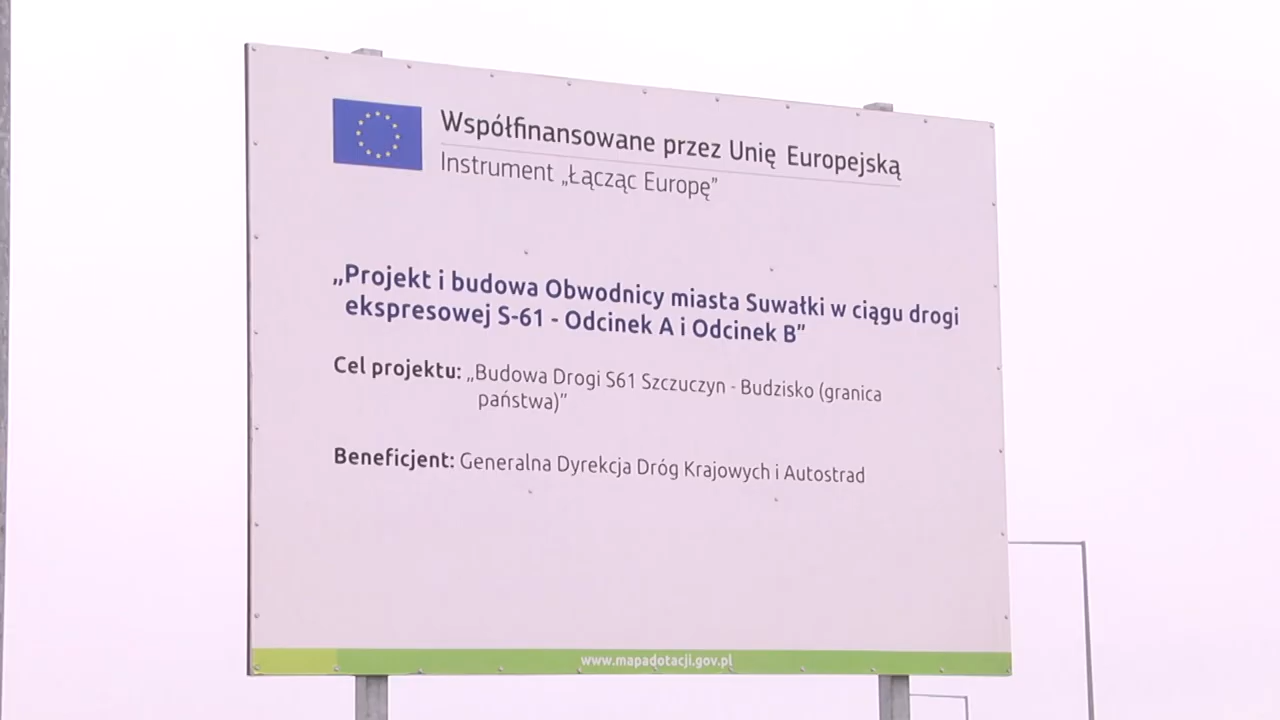 Współfinansowane przez Unię Europejską
Instrument „Łącząc Europę”
„Projekt i budowa Obwodnicy miasta Suwałki w ciągu drogi
ekspresowej S-61 - Odcinek A i Odcinek B”
Cel projektu: „Budowa Drogi S61 Szczuczyn - Budzisko (granica
państwa)”
Beneficjent: Generalna Dyrekcja Dróg Krajowych i Autostrad
www.mapadotacji.gov.pl